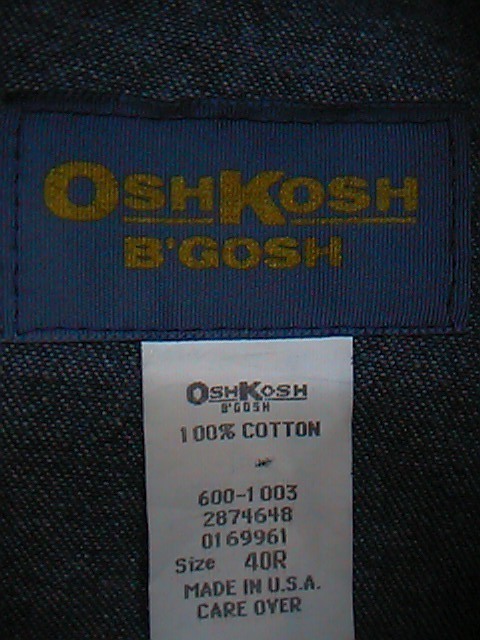 OSHKOSH
B'GOSH
OSHKOSH
B'GOSH
100% COTTON
600-1003
2874648
0169961
Size 40R
MADE IN U.S.A.
CARE OVER